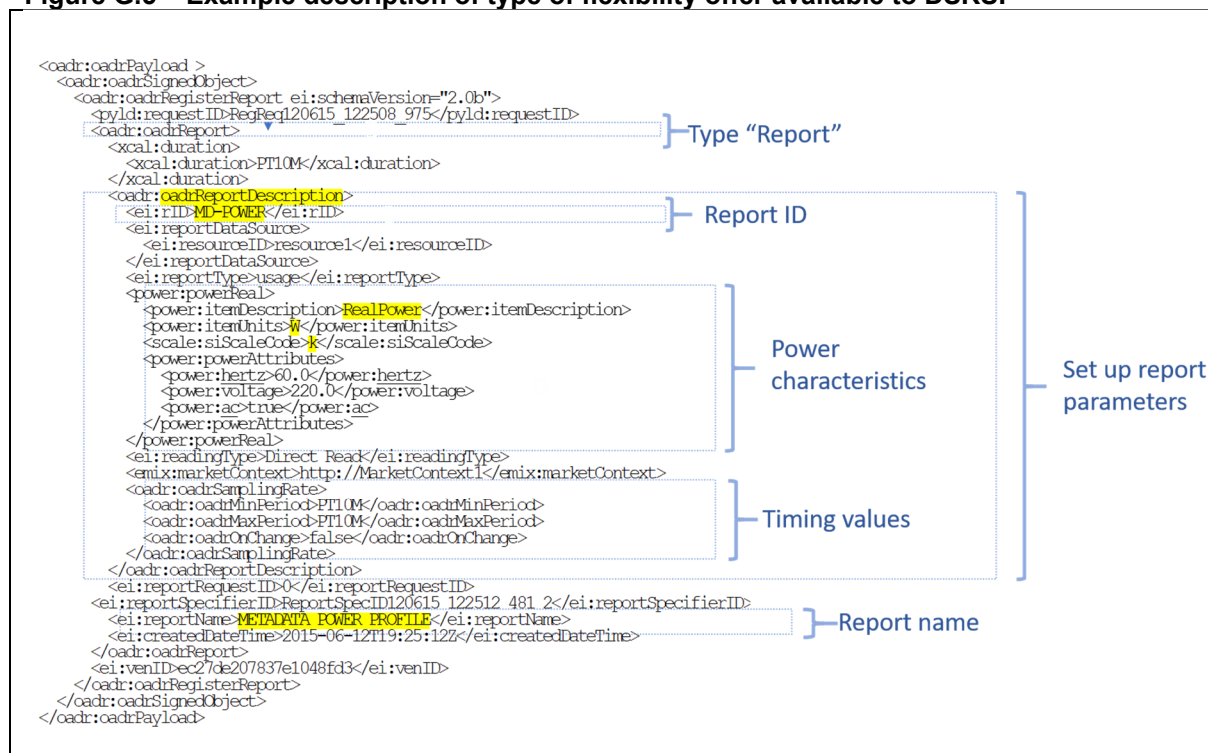 Figure G.6 – Example description of type of flexibility offer available to DSRSP
<oadr:oadrPayload >
<oadr:oadrSignedObject>
<oadr:oadrRegisterReport ei:schemaVersion="2.0b">
<pyld:requestID>RegReq120615_122508_975</pyld:requestID>
<oadr:oadrReport>
Type “Report”
<xcal:duration>
<xcal:duration>PT10M</xcal:duration>
</xcal:duration>
<oadr:oadrReportDescription>
<ei:rID>MD-POWER</ei:rID>
Report ID
<ei:reportDataSource>
<ei:resourceID>resource1</ei:resourceID>
</ei:reportDataSource>
<ei:reportType>usage</ei:reportType>
<power:powerReal>
<power:itemDescription>RealPower</power:itemDescription>
<power:itemUnits>W</power:itemUnits>
<scale:siScaleCode>k</scale:siScaleCode>
<power:powerAttributes>
<power:hertz>60.0</power:hertz>
<power:voltage>220.0</power:voltage>
<power:ac>true</power:ac>
</power:powerAttributes>
</power:powerReal>
Power
characteristics
Set up report
parameters
<ei:readingType>Direct Read</ei:readingType>
<emix:marketContext>http://MarketContext1</emix:marketContext>
<oadr:oadrSamplingRate>
<oadr:oadrMinPeriod>PT10M</oadr:oadrMinPeriod>
<oadr:oadrMaxPeriod>PT10M</oadr:oadrMaxPeriod>
<oadr:oadrOnChange>false</oadr:oadrOnChange>
</oadr:oadrSamplingRate>
Timing values
</oadr:oadrReportDescription>
<ei:reportRequestID>0</ei:reportRequestID>
<ei:reportSpecifierID>ReportSpecID120615_122512_481_2</ei:reportSpecifierID>
<ei:reportName>METADATA_POWER_PROFILE</ei:reportName>
Report name
<ei:createdDateTime>2015-06-12T19:25:12Z</ei:createdDateTime>
</oadr:oadrReport>
<ei:venID>ec27de207837e1048fd3</ei:venID>
</oadr:oadrRegisterReport>
</oadr:oadrSignedObject>
</oadr:oadrPayload>